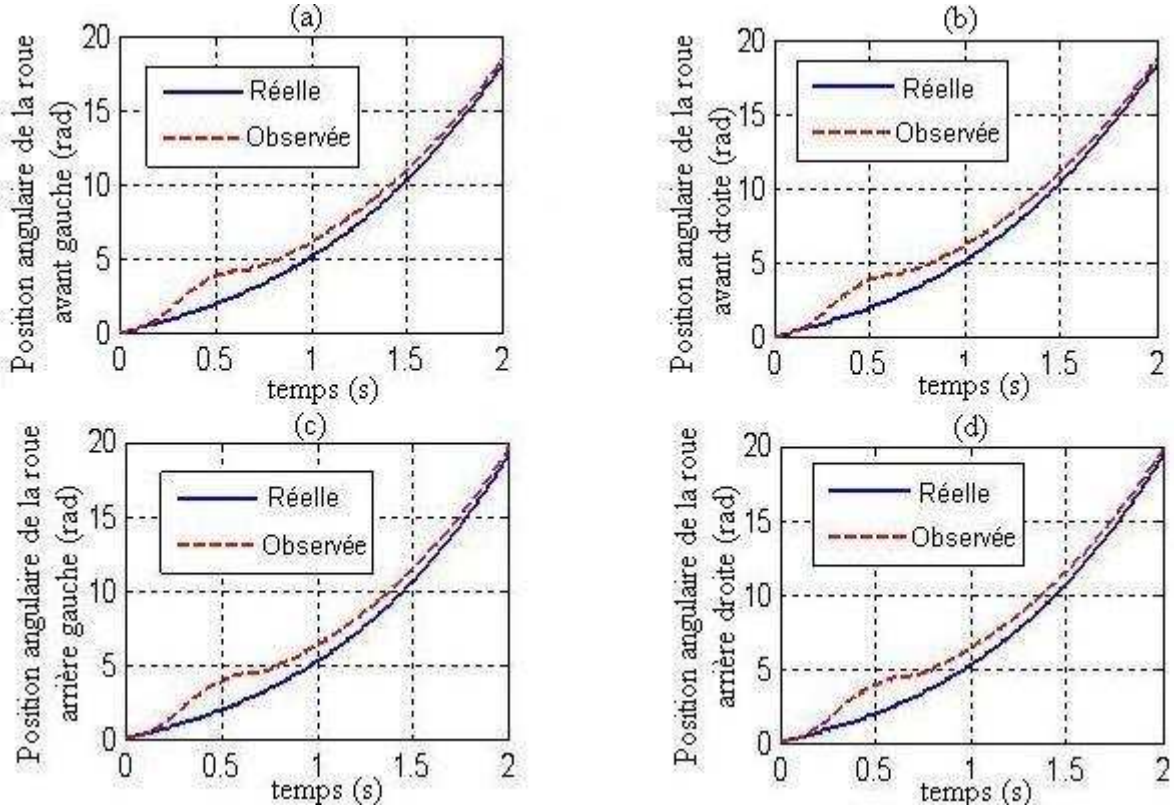 (a)
Position angulaire de la roue
avant gauche (rad)
20
15
10
5
0
Réelle
Observée
0 0.5 1 1.5 2
temps (s)
(b)
Position angulaire de la roue
avant droite (rad)
20
15
10
5
0
Réelle
Observée
0 0.5 1 1.5 2
temps (s)
(c)
Position angulaire de la roue
arrière gauche (rad)
20
15
10
5
0
Réelle
Observée
0 0.5 1 1.5 2
temps (s)
(d)
Position angulaire de la roue
arrière droite (rad)
20
15
10
5
0
Réelle
Observée
0 0.5 1 1.5 2
temps (s)